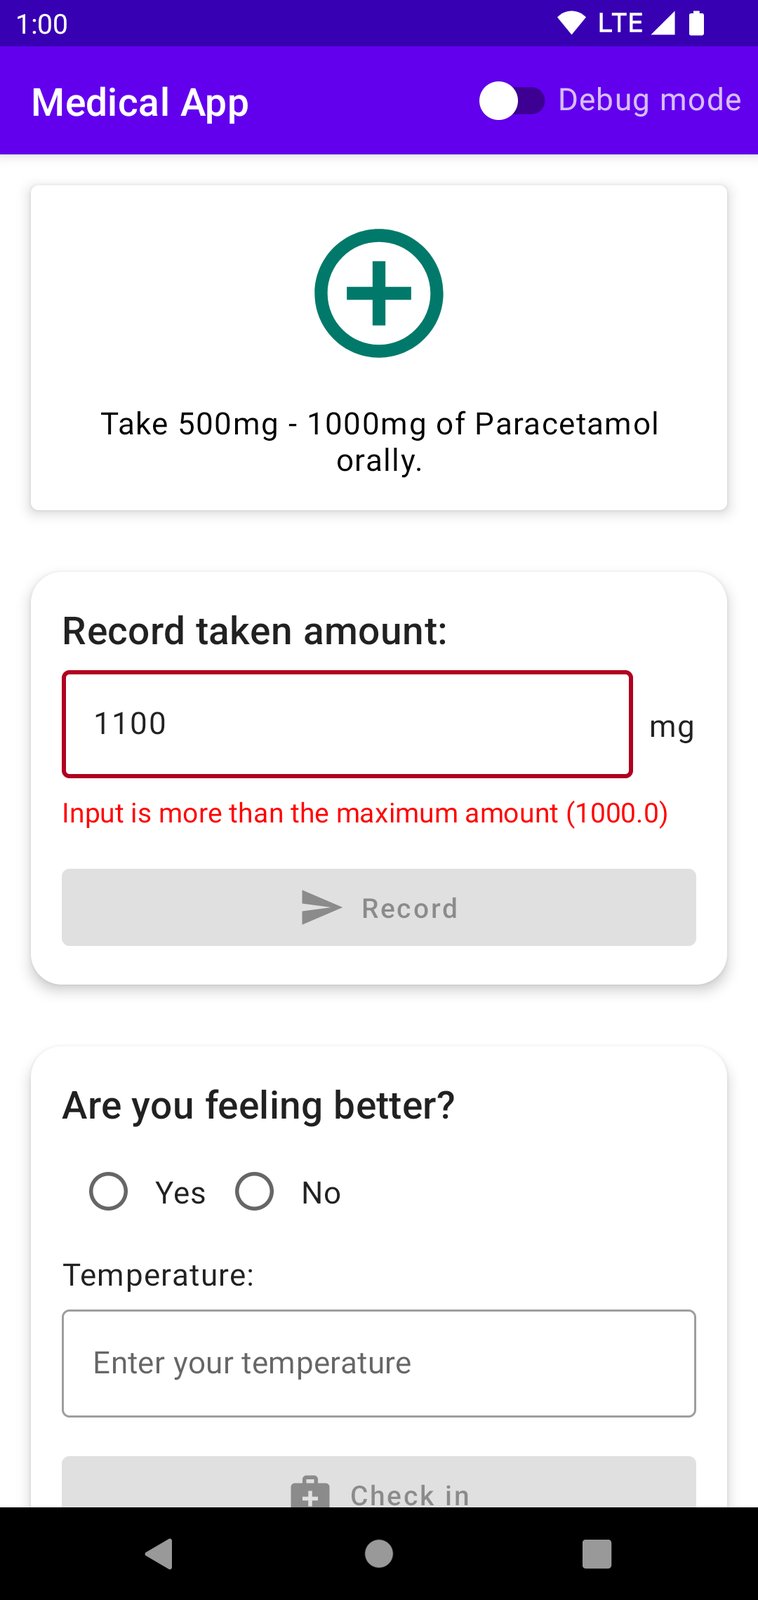 1:00 LTE
Medical App Debug mode
Take 500mg - 1000mg of Paracetamol
orally.
Record taken amount:
1100 mg
Input is more than the maximum amount (1000.0)
Record
Are you feeling better?
Yes No
Temperature:
Enter your temperature
Check in